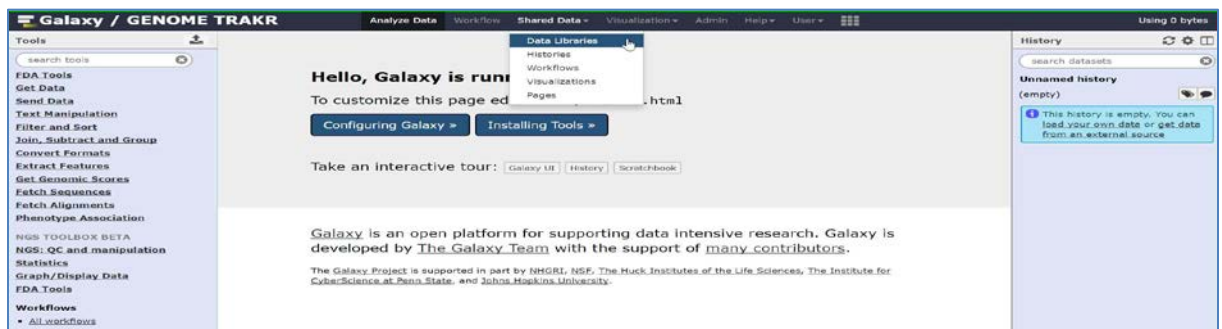 Galaxy / GENOME TRAKR
Analyze Data Workflow Shared Data Visualization Admin Help User
Using 0 bytes
Tools
search tools
FDA Tools
Get Data
Send Data
Text Manipulation
Filter and Sort
Join, Subtract and Group
Convert Formats
Extract Features
Get Genomic Scores
Fetch Sequences
Fetch Alignments
Phenotype Association
NGS TOOLBOX BETA
NGS: QC and manipulation
Statistics
Graph/Display Data
FDA Tools
Workflows
• All workflows
Data Libraries
Histories
Workflows
Visualizations
Pages
Hello, Galaxy is run
To customize this page ed .html
Configuring Galaxy » Installing Tools »
Take an interactive tour: Galaxy UI History Scratchbook
Galaxy is an open platform for supporting data intensive research. Galaxy is
developed by The Galaxy Team with the support of many contributors.
The Galaxy Project is supported in part by NHGRI, NSF, The Huck Institutes of the Life Sciences, The Institute for
CyberScience at Penn State, and Johns Hopkins University.
History
search datasets
Unnamed history
(empty)
This history is empty. You can
load your own data or get data
from an external source